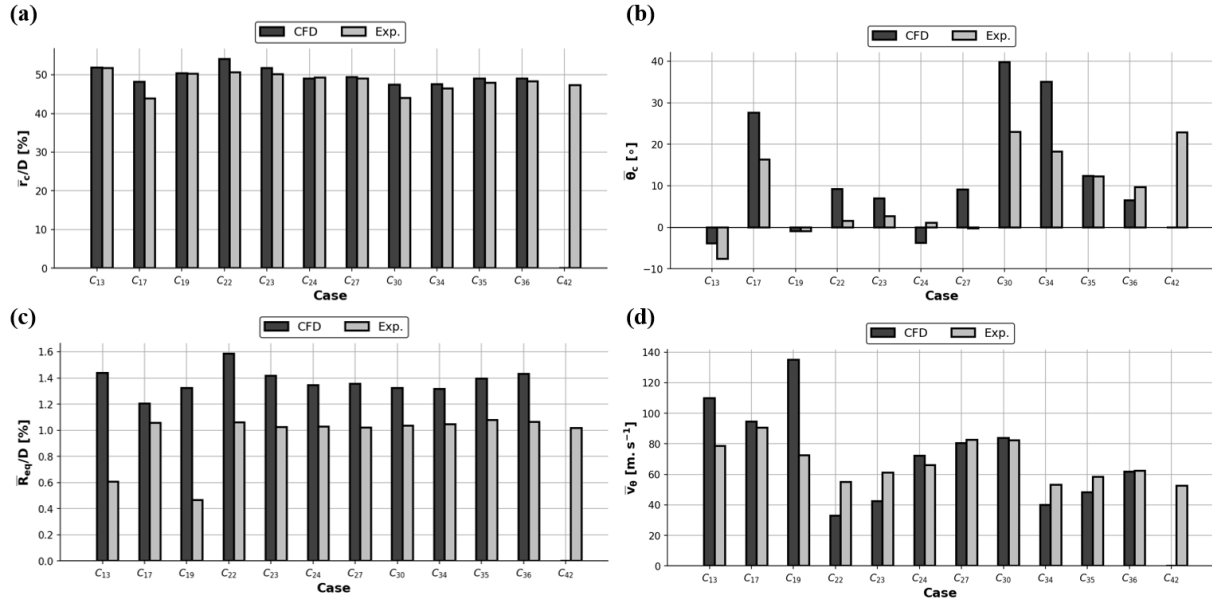 (a)
CFD Exp.
r̄c/D [%]
50
40
30
20
10
0
C13 C17 C19 C22 C23 C24 C27 C30 C34 C35 C36 C42
Case
(b)
CFD Exp.
θ̄c [°]
40
30
20
10
0
−10
C13 C17 C19 C22 C23 C24 C27 C30 C34 C35 C36 C42
Case
(c)
CFD Exp.
R̄eq/D [%]
1.6
1.4
1.2
1.0
0.8
0.6
0.4
0.2
0.0
C13 C17 C19 C22 C23 C24 C27 C30 C34 C35 C36 C42
Case
(d)
CFD Exp.
v̄θ [m.s⁻¹]
140
120
100
80
60
40
20
0
C13 C17 C19 C22 C23 C24 C27 C30 C34 C35 C36 C42
Case